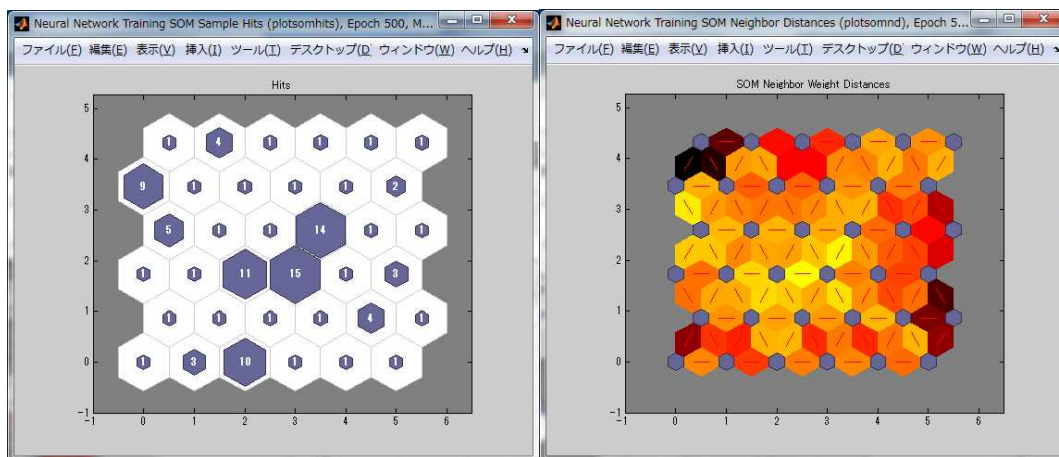 Neural Network Training SOM Sample Hits (plotsomhits), Epoch 500, M...
ファイル(F) 編集(E) 表示(V) 挿入(I) ツール(T) デスクトップ(D) ウィンドウ(W) ヘルプ(H)
Hits
5
4
3
2
1
0
-1
1 4 1 1 1 1
9 1 1 1 1 2
5 1 1 14 1 1
1 1 11 15 1 3
1 1 1 1 4 1
1 3 10 1 1 1
-1 0 1 2 3 4 5 6
Neural Network Training SOM Neighbor Distances (plotsomnd), Epoch 5...
ファイル(F) 編集(E) 表示(V) 挿入(I) ツール(T) デスクトップ(D) ウィンドウ(W) ヘルプ(H)
SOM Neighbor Weight Distances
5
4
3
2
1
0
-1
-1 0 1 2 3 4 5 6